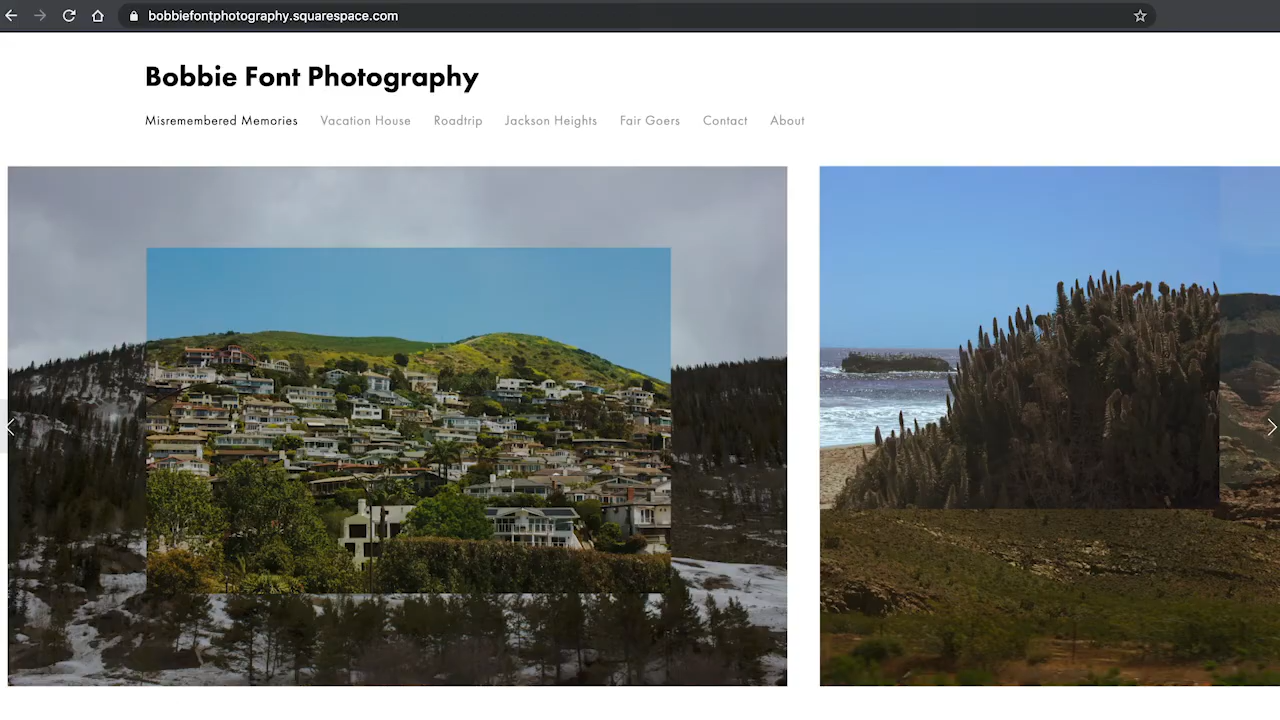 bobbiefontphotography.squarespace.com
Bobbie Font Photography
Misremembered Memories Vacation House Roadtrip Jackson Heights Fair Goers Contact About